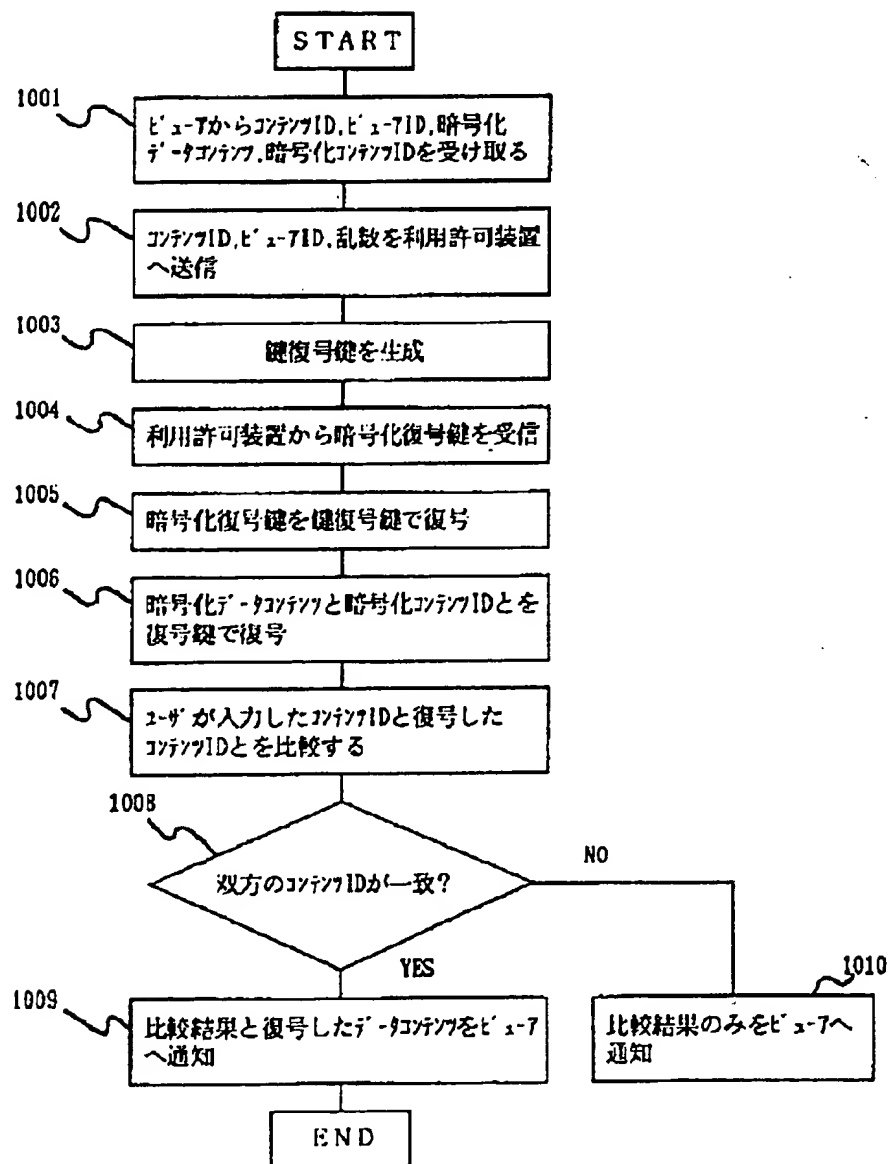 START
1001
ビューアからコンテンツID,ビューアID,暗号化
データコンテンツ,暗号化コンテンツIDを受け取る
1002
コンテンツID,ビューアID,乱数を利用許可装置
へ送信
1003
鍵復号鍵を生成
1004
利用許可装置から暗号化復号鍵を受信
1005
暗号化復号鍵を鍵復号鍵で復号
1006
暗号化データコンテンツと暗号化コンテンツIDとを
復号鍵で復号
1007
ユーザが入力したコンテンツIDと復号した
コンテンツIDとを比較する
1008
双方のコンテンツIDが一致?
NO
YES
1009
比較結果と復号したデータコンテンツをビューア
へ通知
1010
比較結果のみをビューアへ
通知
END